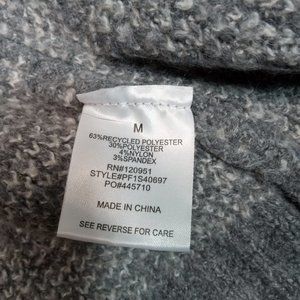 M
63%RECYCLED POLYESTER
30%POLYESTER
4%NYLON
3%SPANDEX
RN#120951
STYLE#PF1S40697
PO#445710
MADE IN CHINA
SEE REVERSE FOR CARE